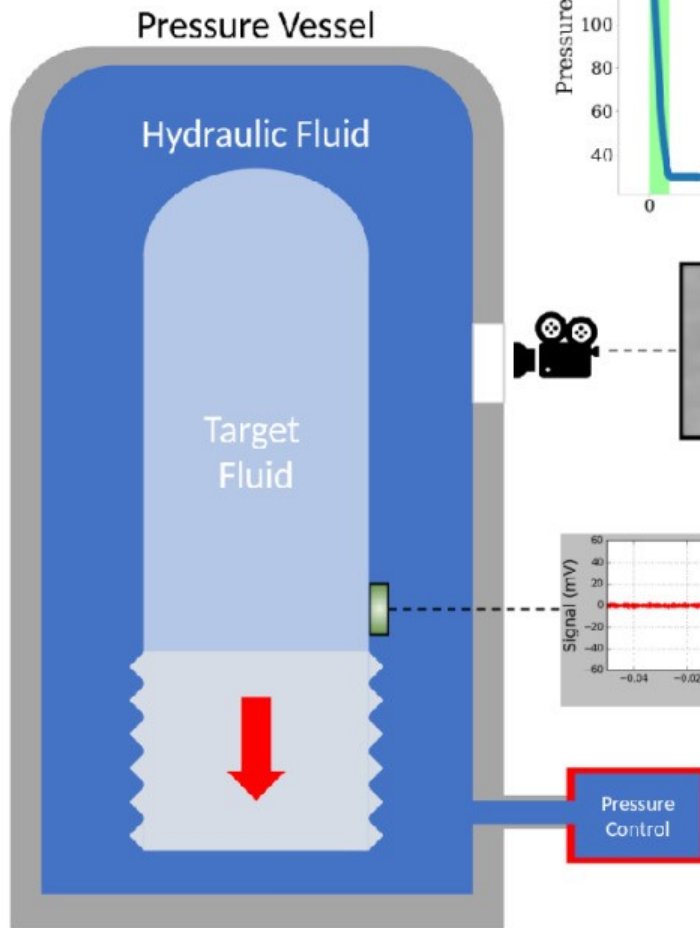 Pressure Vessel
Hydraulic Fluid
Target
Fluid
Pressure
100
80
60
40
0
Signal (mV)
60
40
20
0
−20
−40
−60
−0.04
−0.02
Pressure
Control